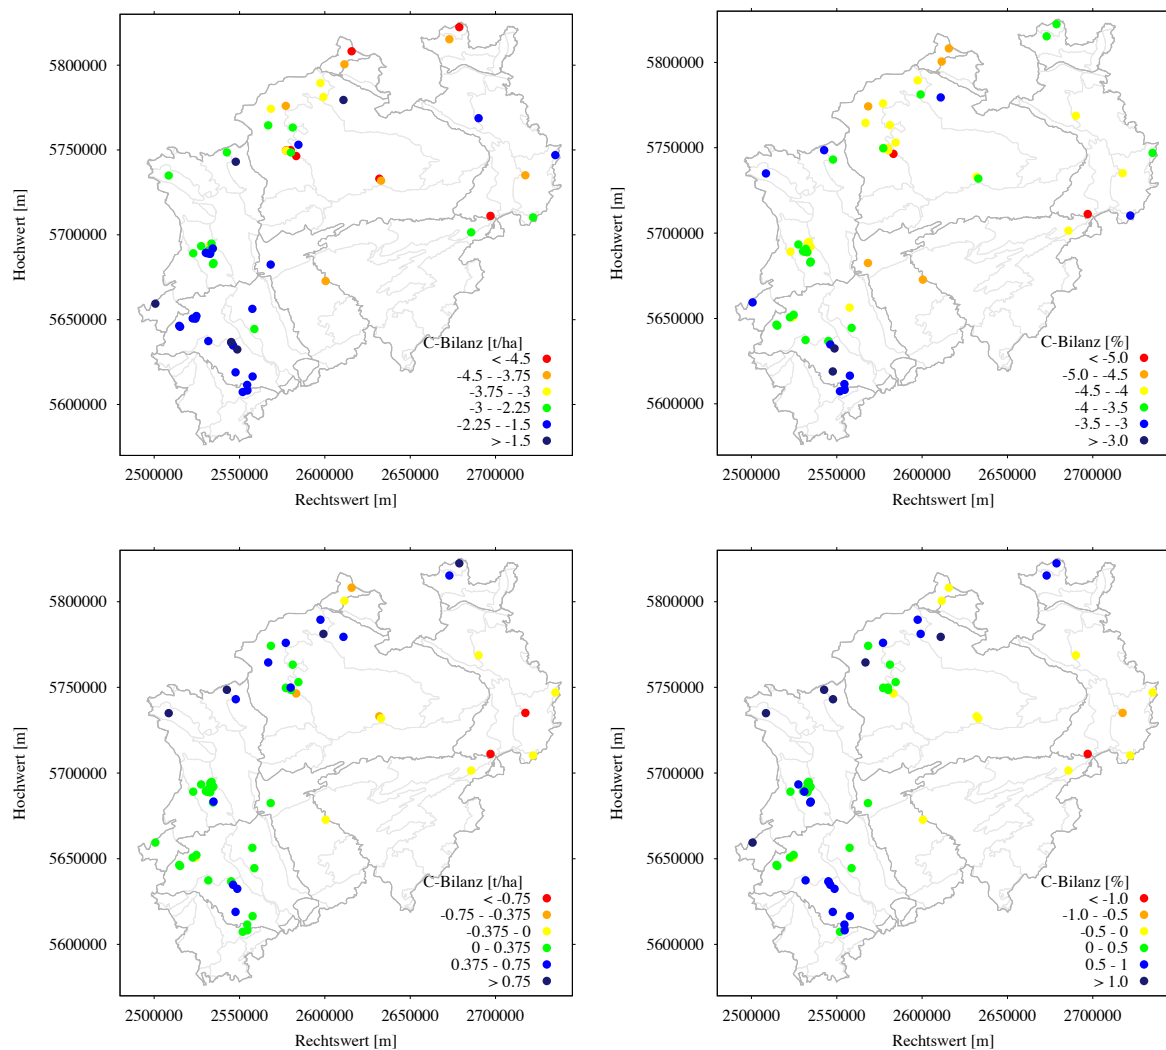 5800000
5750000
5700000
5650000
5600000
Hochwert [m]
C-Bilanz [t/ha]
< -4.5
-4.5 - -3.75
-3.75 - -3
-3 - -2.25
-2.25 - -1.5
> -1.5
2500000 2550000 2600000 2650000 2700000
Rechtswert [m]
5800000
5750000
5700000
5650000
5600000
Hochwert [m]
C-Bilanz [%]
< -5.0
-5.0 - -4.5
-4.5 - -4
-4 - -3.5
-3.5 - -3
> -3.0
2500000 2550000 2600000 2650000 2700000
Rechtswert [m]
5800000
5750000
5700000
5650000
5600000
Hochwert [m]
C-Bilanz [t/ha]
< -0.75
-0.75 - -0.375
-0.375 - 0
0 - 0.375
0.375 - 0.75
> 0.75
2500000 2550000 2600000 2650000 2700000
Rechtswert [m]
5800000
5750000
5700000
5650000
5600000
Hochwert [m]
C-Bilanz [%]
< -1.0
-1.0 - -0.5
-0.5 - 0
0 - 0.5
0.5 - 1
> 1.0
2500000 2550000 2600000 2650000 2700000
Rechtswert [m]